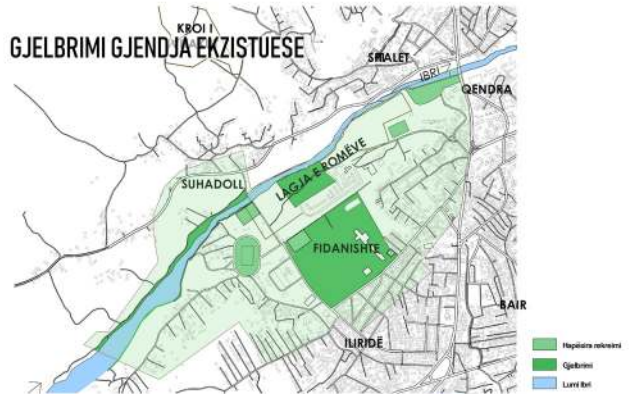 KROI I
GJELBRIMI GJENDJA EKZISTUESE
SHALET
IBRI
QENDRA
LAGJA E ROMËVE
SUHADOLL
FIDANISHTE
BAIR
ILIRIDË
Hapësira rekreimi
Gjelbrimi
Lumi Ibri